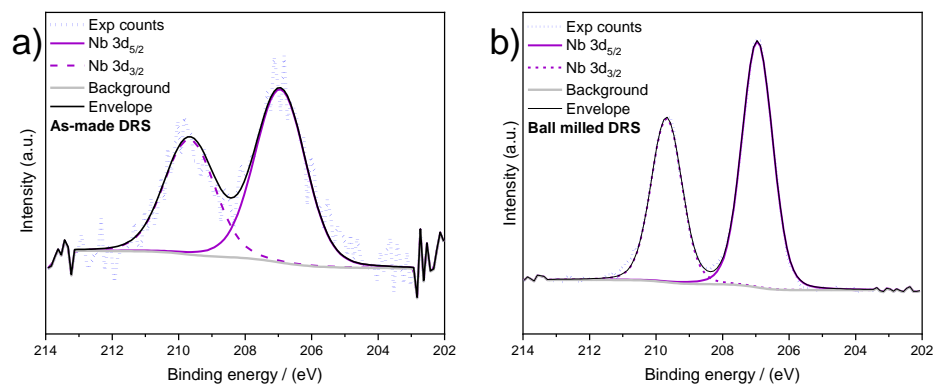 a)
Exp counts
Nb 3d5/2
Nb 3d3/2
Background
Envelope
As-made DRS
Intensity (a.u.)
214 212 210 208 206 204 202
Binding energy / (eV)
b)
Exp counts
Nb 3d5/2
Nb 3d3/2
Background
Envelope
Ball milled DRS
Intensity (a.u.)
214 212 210 208 206 204 202
Binding energy / (eV)